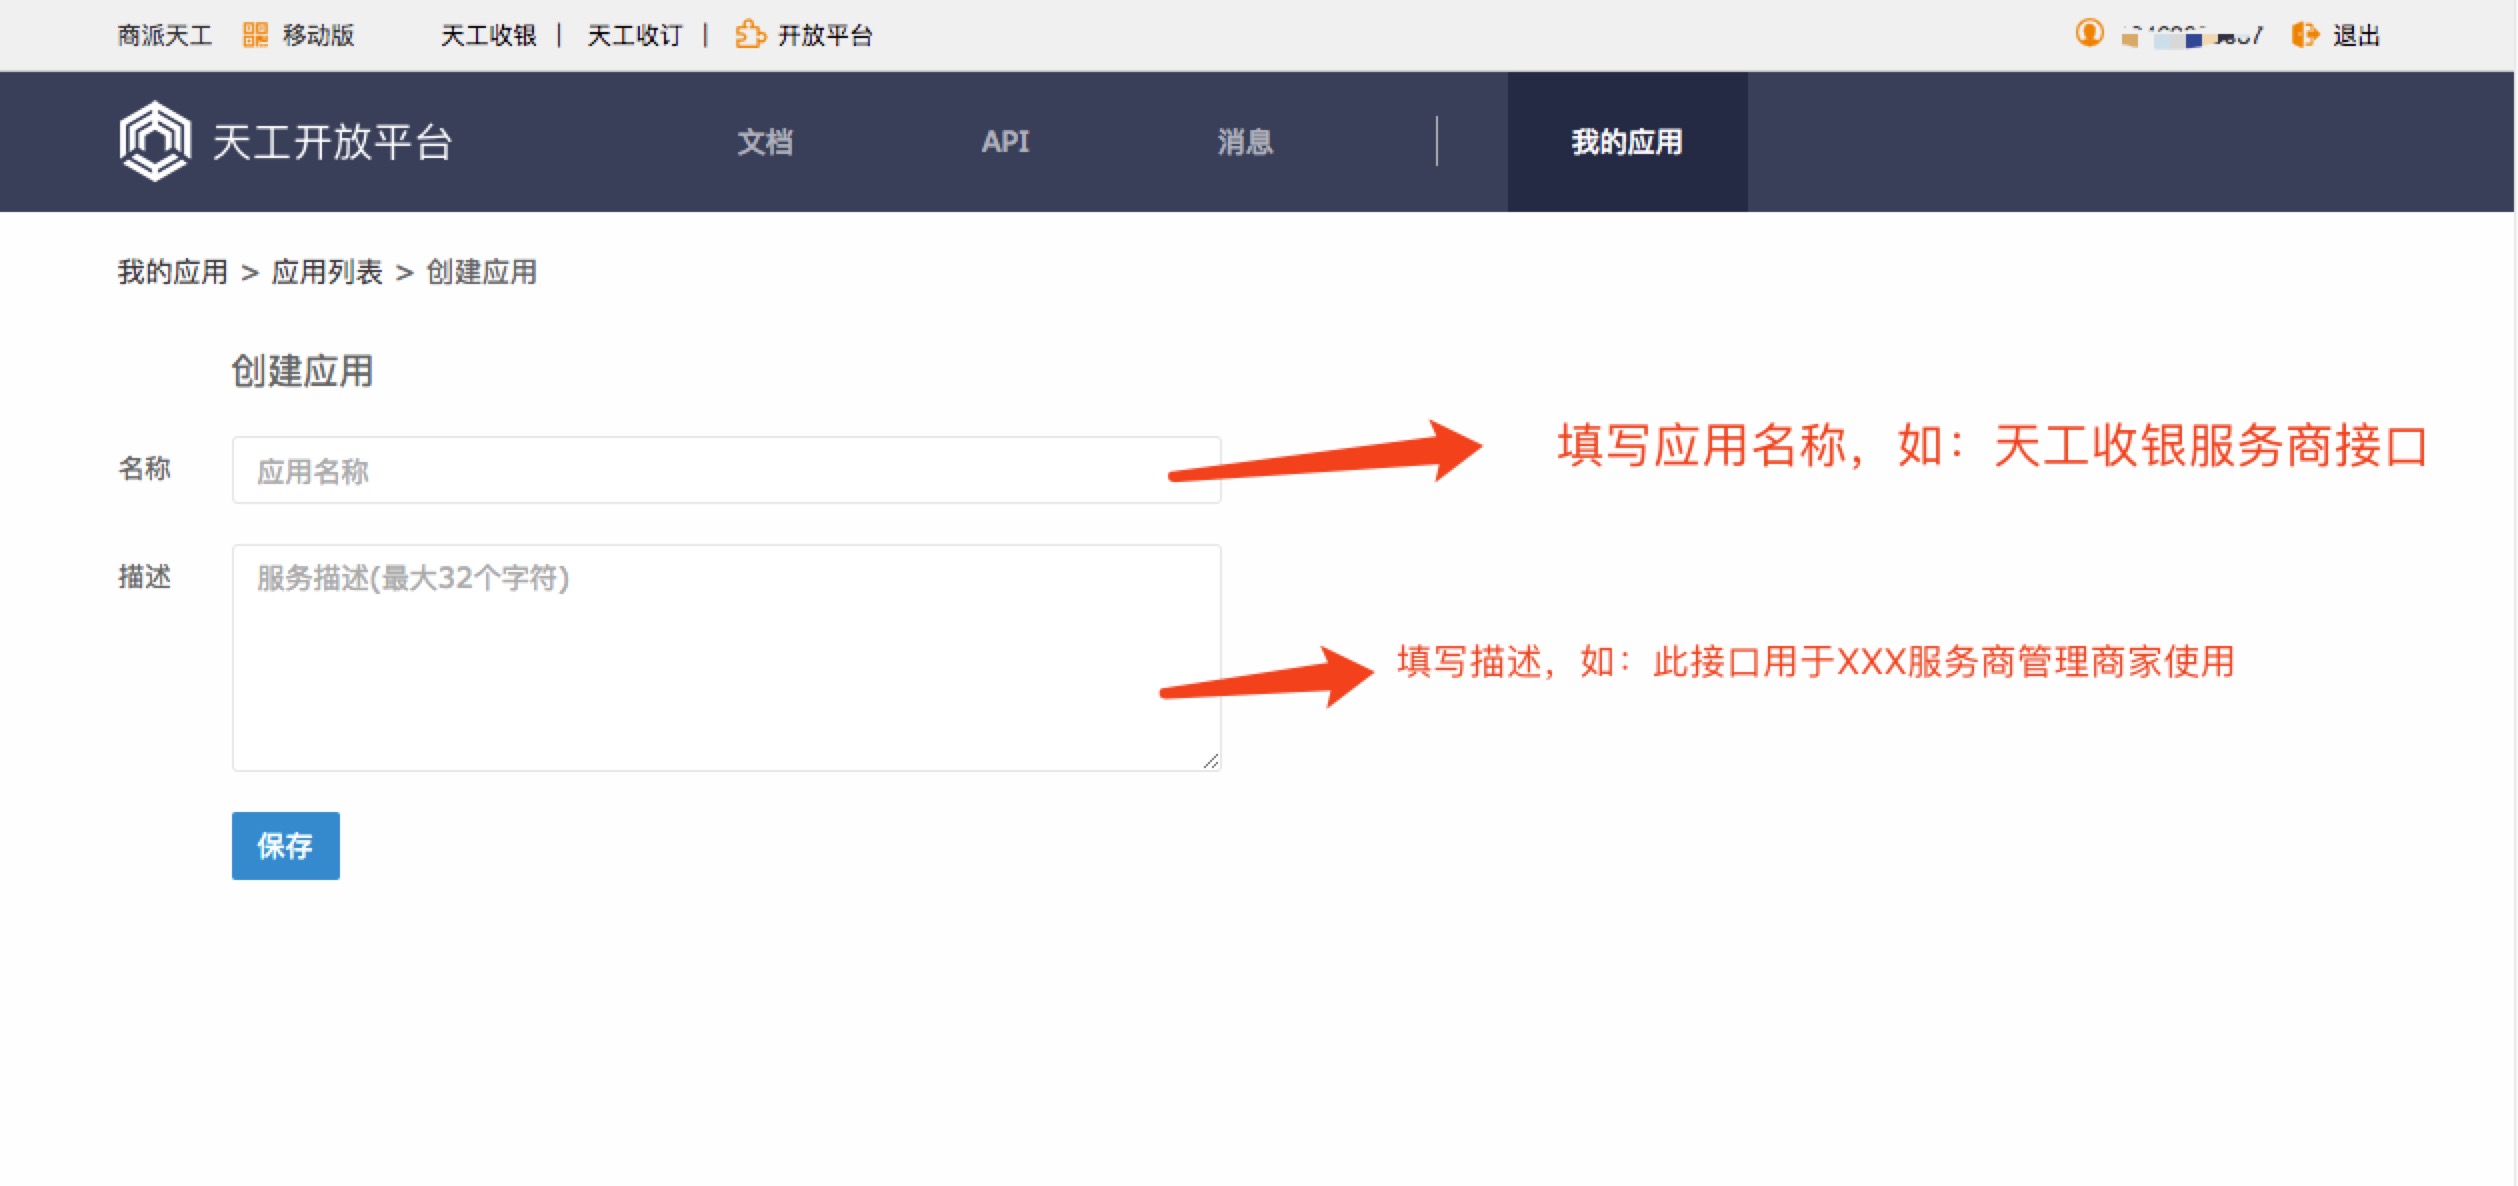 商派天工 移动版 天工收银 | 天工收订 | 开放平台 退出
天工开放平台 文档 API 消息 我的应用
我的应用 > 应用列表 > 创建应用
创建应用
名称 应用名称 填写应用名称，如：天工收银服务商接口
描述 服务描述(最大32个字符)
填写描述，如：此接口用于XXX服务商管理商家使用
保存